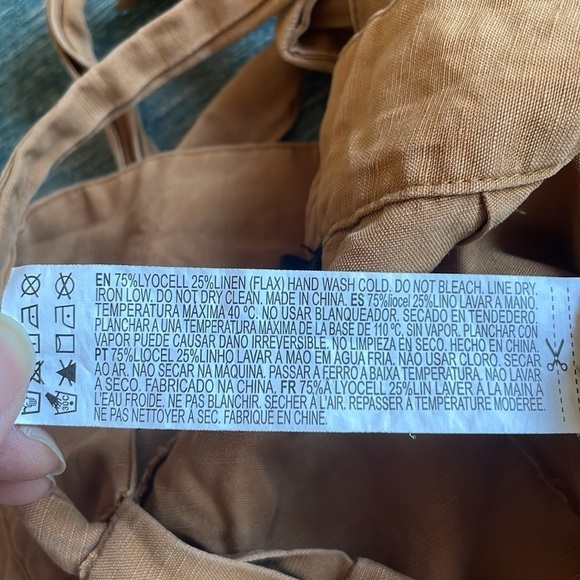 EN 75%LYOCELL 25%LINEN (FLAX) HAND WASH COLD. DO NOT BLEACH. LINE DRY.
IRON LOW. DO NOT DRY CLEAN. MADE IN CHINA. ES 75%liocel 25%LINO LAVAR A MANO.
TEMPERATURA MÁXIMA 40 ºC. NO USAR BLANQUEADOR. SECADO EN TENDEDERO.
PLANCHAR A UNA TEMPERATURA MÁXIMA DE LA BASE DE 110 ºC, SIN VAPOR. PLANCHAR CON
VAPOR PUEDE CAUSAR DAÑO IRREVERSIBLE. NO LIMPIEZA EN SECO. HECHO EN CHINA.
PT 75%LIOCEL 25%LINHO LAVAR À MAO EM ÁGUA FRIA. NÃO USAR CLORO. SECAR
AO AR. NÃO SECAR NA MÁQUINA. PASSAR A FERRO A BAIXA TEMPERATURA. NÃO LAVAR
A SECO. FABRICADO NA CHINA. FR 75%Á LYOCELL 25%LIN LAVER À LA MAIN À
L'EAU FROIDE. NE PAS BLANCHIR. SÉCHER À L'AIR. REPASSER À TEMPÉRATURE MODÉRÉE.
NE PAS NETTOYER À SEC. FABRIQUÉ EN CHINE.
30C